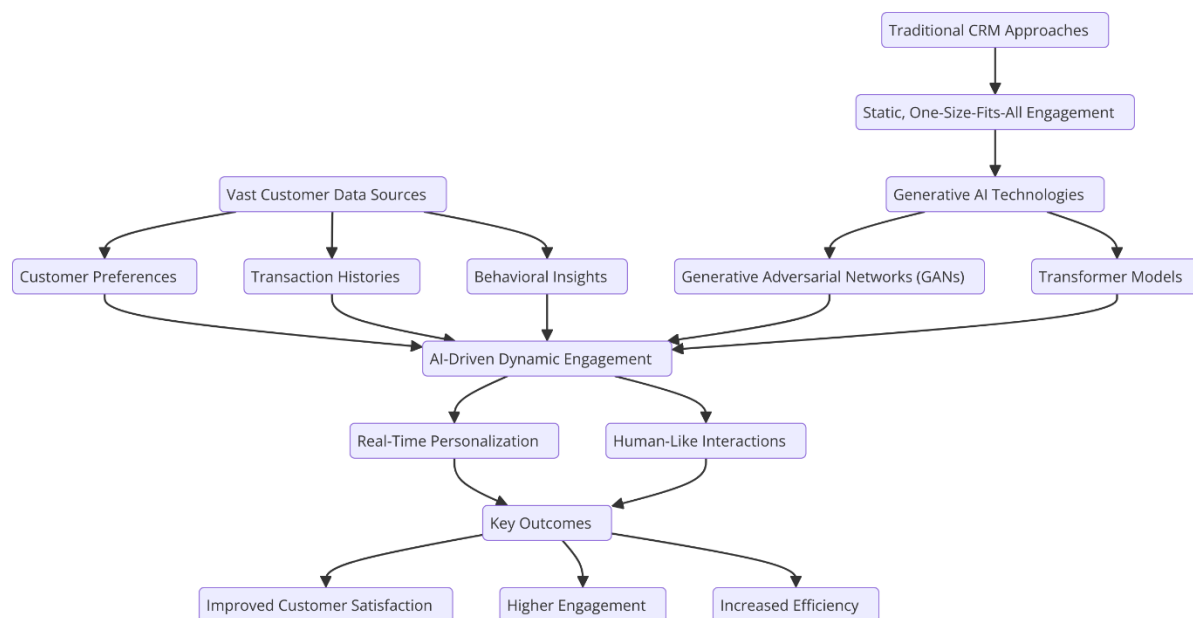 Traditional CRM Approaches
Static, One-Size-Fits-All Engagement
Vast Customer Data Sources
Generative AI Technologies
Customer Preferences
Transaction Histories
Behavioral Insights
Generative Adversarial Networks (GANs)
Transformer Models
AI-Driven Dynamic Engagement
Real-Time Personalization
Human-Like Interactions
Key Outcomes
Improved Customer Satisfaction
Higher Engagement
Increased Efficiency